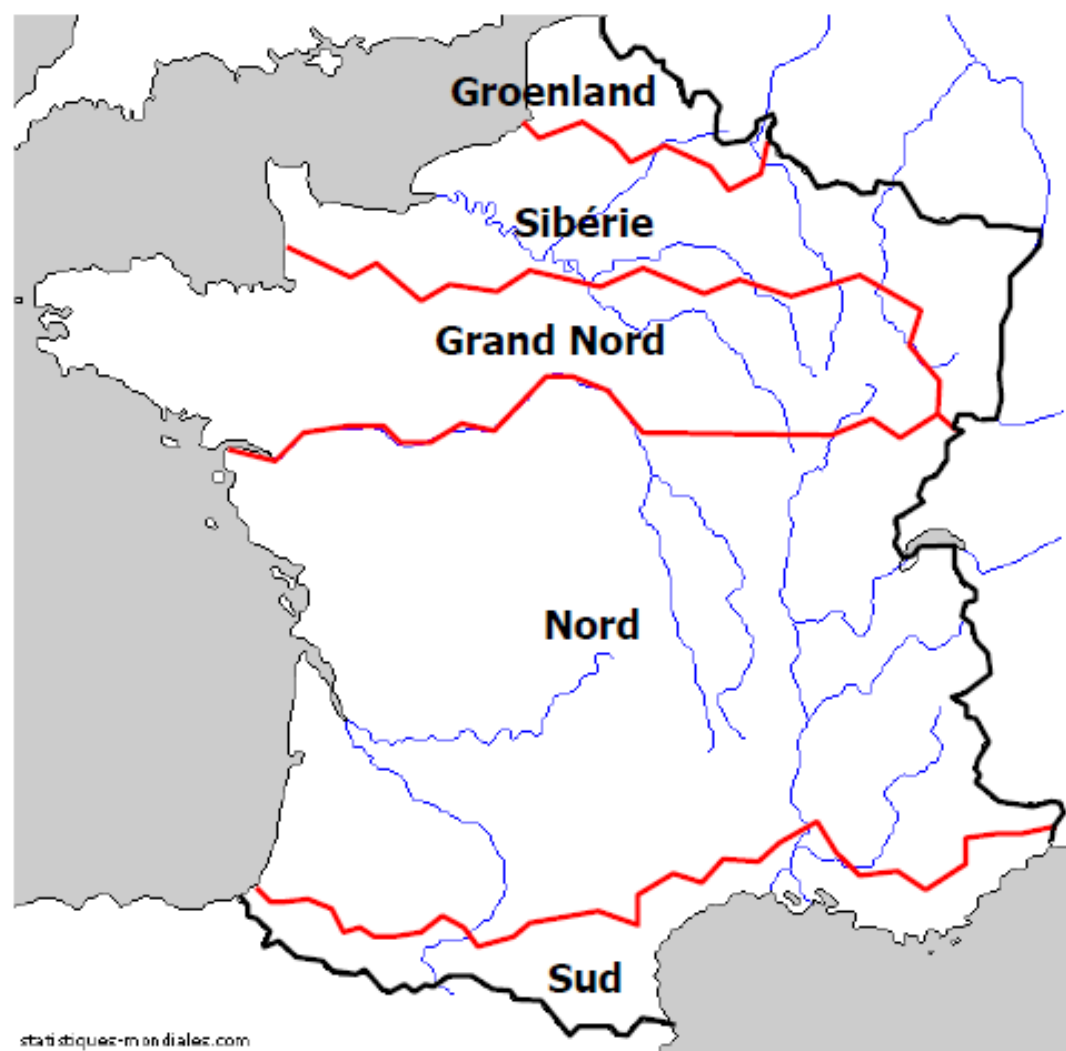 Groenland
Sibérie
Grand Nord
Nord
Sud
statistiques-mondiales.com